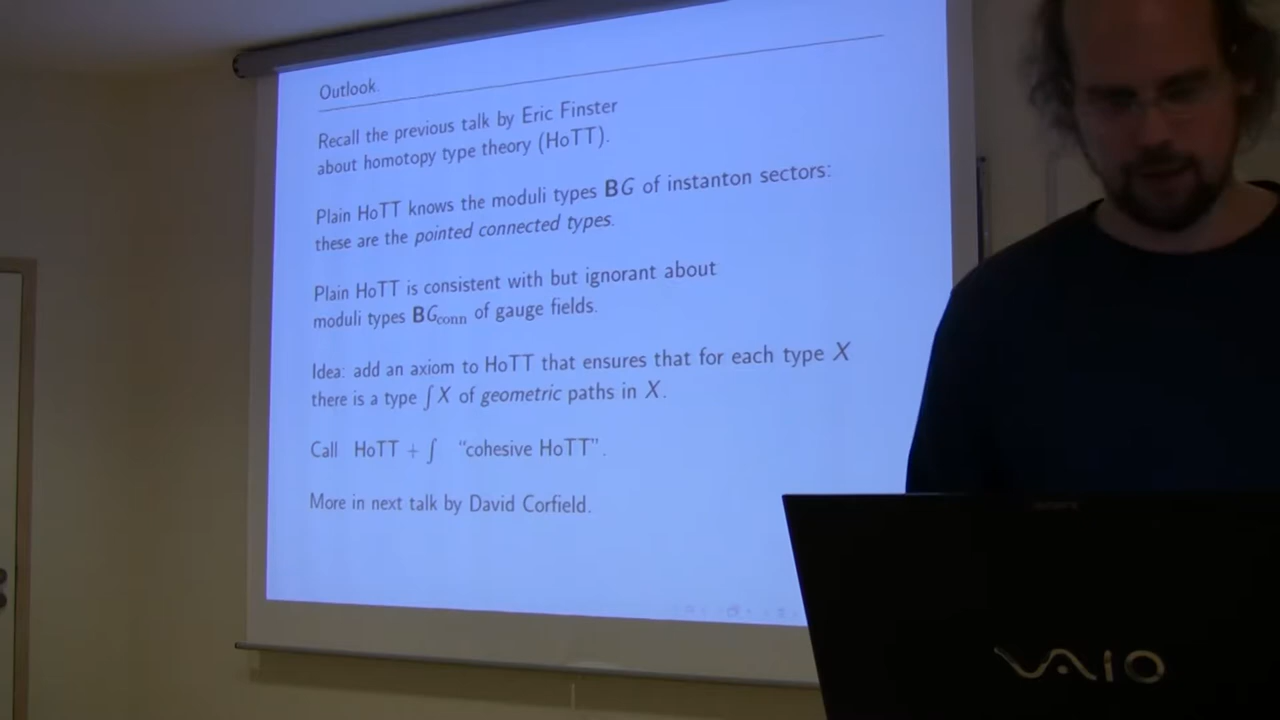 Outlook.
Recall the previous talk by Eric Finster
about homotopy type theory (HoTT).
Plain HoTT knows the moduli types BG of instanton sectors:
these are the pointed connected types.
Plain HoTT is consistent with but ignorant about
moduli types BG_conn of gauge fields.
Idea: add an axiom to HoTT that ensures that for each type X
there is a type ∫X of geometric paths in X.
Call HoTT + ∫ “cohesive HoTT”.
More in next talk by David Corfield.
VAIO